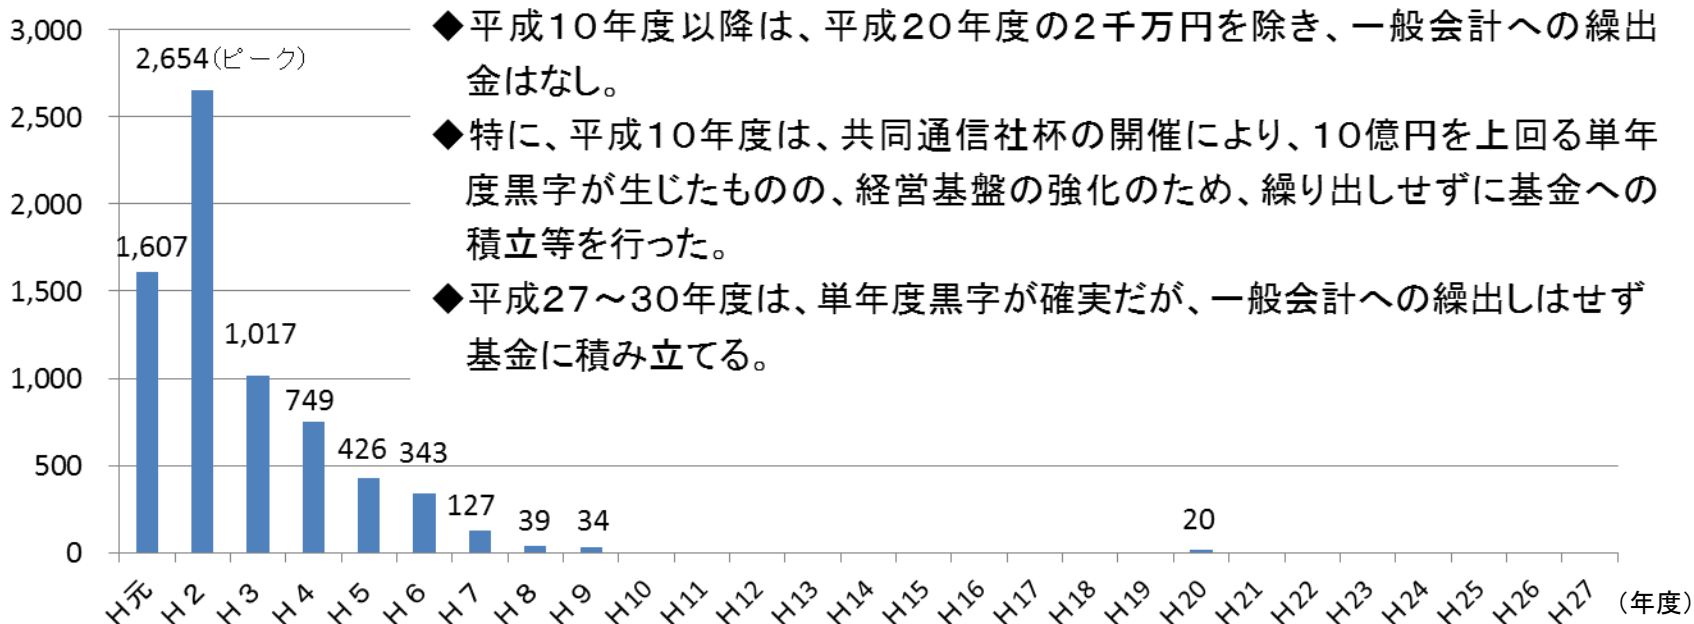 ◆平成10年度以降は、平成20年度の2千万円を除き、一般会計への繰出
金はなし。
◆特に、平成10年度は、共同通信社杯の開催により、10億円を上回る単年
度黒字が生じたものの、経営基盤の強化のため、繰り出しせずに基金への
積立等を行った。
◆平成27～30年度は、単年度黒字が確実だが、一般会計への繰出しはせず
基金に積み立てる。
3,000
2,500
2,000
1,500
1,000
500
0
1,607
2,654(ピーク)
1,017
749
426
343
127
39
34
20
H元 H2 H3 H4 H5 H6 H7 H8 H9 H10 H11 H12 H13 H14 H15 H16 H17 H18 H19 H20 H21 H22 H23 H24 H25 H26 H27 (年度)